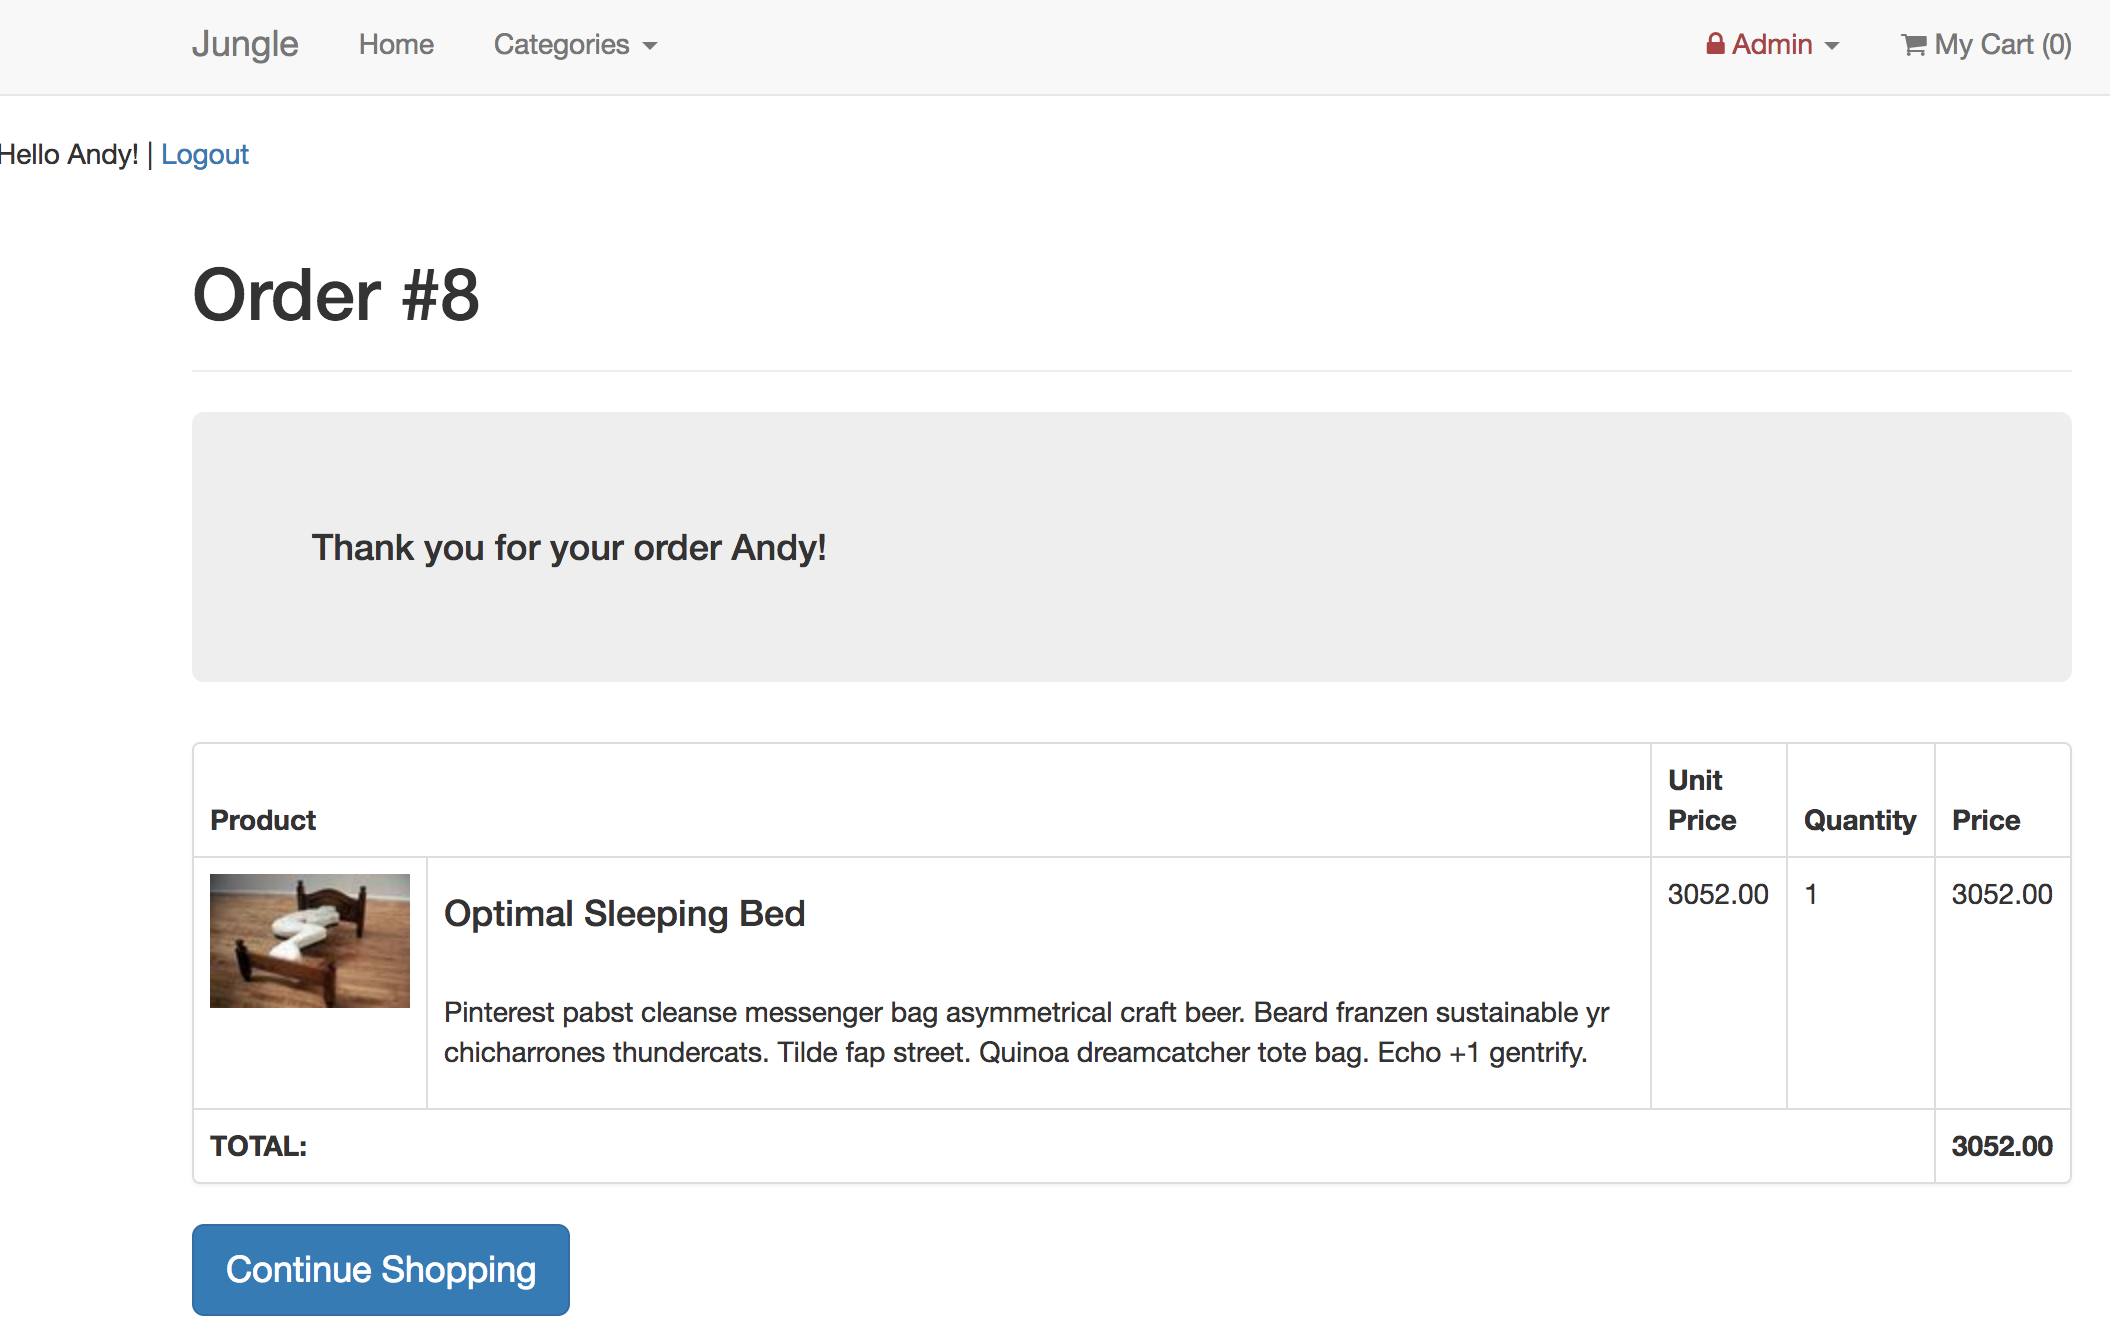 Jungle Home Categories Admin My Cart (0)
Hello Andy! | Logout
Order #8
Thank you for your order Andy!
Product Unit Price Quantity Price
Optimal Sleeping Bed 3052.00 1 3052.00
Pinterest pabst cleanse messenger bag asymmetrical craft beer. Beard franzen sustainable yr
chicharrones thundercats. Tilde fap street. Quinoa dreamcatcher tote bag. Echo +1 gentrify.
TOTAL: 3052.00
Continue Shopping